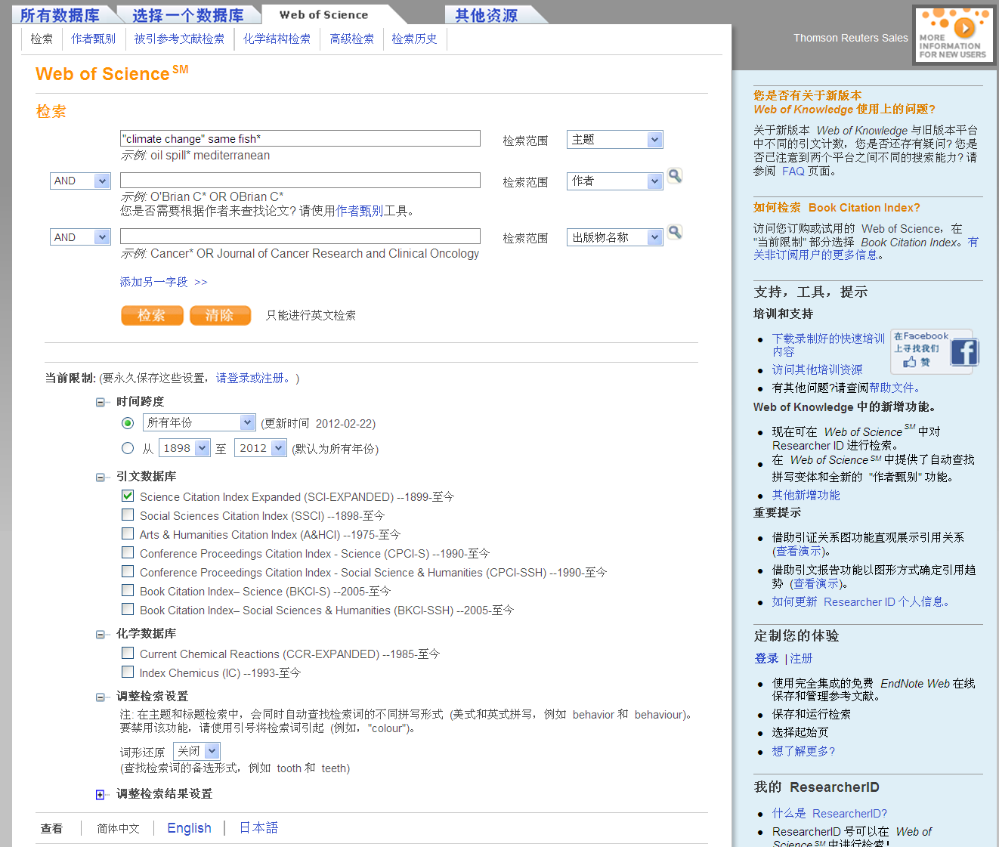 所有数据库 选择一个数据库 Web of Science 其他资源
检索 作者甄别 被引参考文献检索 化学结构检索 高级检索 检索历史
Web of Science SM
检索
"climate change" same fish* 检索范围 主题
示例: oil spill* mediterranean
AND 检索范围 作者
示例: O'Brian C* OR OBrian C*
您是否需要根据作者来查找论文? 请使用作者甄别工具。
AND 检索范围 出版物名称
示例: Cancer* OR Journal of Cancer Research and Clinical Oncology
添加另一字段 >>
检索 清除 只能进行英文检索
当前限制: (要永久保存这些设置，请登录或注册。)
时间跨度
所有年份 (更新时间 2012-02-22)
从 1898 至 2012 (默认为所有年份)
引文数据库
Science Citation Index Expanded (SCI-EXPANDED) --1899-至今
Social Sciences Citation Index (SSCI) --1898-至今
Arts & Humanities Citation Index (A&HCI) --1975-至今
Conference Proceedings Citation Index - Science (CPCI-S) --1990-至今
Conference Proceedings Citation Index - Social Science & Humanities (CPCI-SSH) --1990-至今
Book Citation Index– Science (BKCI-S) --2005-至今
Book Citation Index– Social Sciences & Humanities (BKCI-SSH) --2005-至今
化学数据库
Current Chemical Reactions (CCR-EXPANDED) --1985-至今
Index Chemicus (IC) --1993-至今
调整检索设置
注: 在主题和标题检索中，会同时自动查找检索词的不同拼写形式 (美式和英式拼写，例如 behavior 和 behaviour)。
要禁用该功能，请使用引号将检索词引起 (例如，"colour")。
词形还原 关闭
(查找检索词的备选形式，例如 tooth 和 teeth)
调整检索结果设置
查看 简体中文 English 日本語
Thomson Reuters Sales
MORE
INFORMATION
FOR NEW USERS
您是否有关于新版本
Web of Knowledge 使用上的问题?
关于新版本 Web of Knowledge 与旧版本平台
中不同的引文计数，您是否还存有疑问? 您是
否已注意到两个平台之间不同的搜索能力? 请
参阅 FAQ 页面。
如何检索 Book Citation Index?
访问您订购或试用的 Web of Science，在
"当前限制" 部分选择 Book Citation Index。有
关非订阅用户的更多信息。
支持，工具，提示
培训和支持
下载录制好的快速培训
内容
访问其他培训资源
有其他问题?请查阅帮助文件。
在Facebook
上寻找我们
赞 f
Web of Knowledge 中的新增功能。
现在可在 Web of Science SM 中对
Researcher ID 进行检索。
在 Web of Science SM 中提供了自动查找
拼写变体和全新的 "作者甄别" 功能。
其他新增功能
重要提示
借助引证关系图功能直观展示引用关系
(查看演示)。
借助引文报告功能以图形方式确定引用趋
势 (查看演示)。
如何更新 Researcher ID 个人信息。
定制您的体验
登录 | 注册
使用完全集成的免费 EndNote Web 在线
保存和管理参考文献。
保存和运行检索
选择起始页
想了解更多?
我的 ResearcherID
什么是 ResearcherID?
ResearcherID 号可以在 Web of
Science SM 中进行检索!